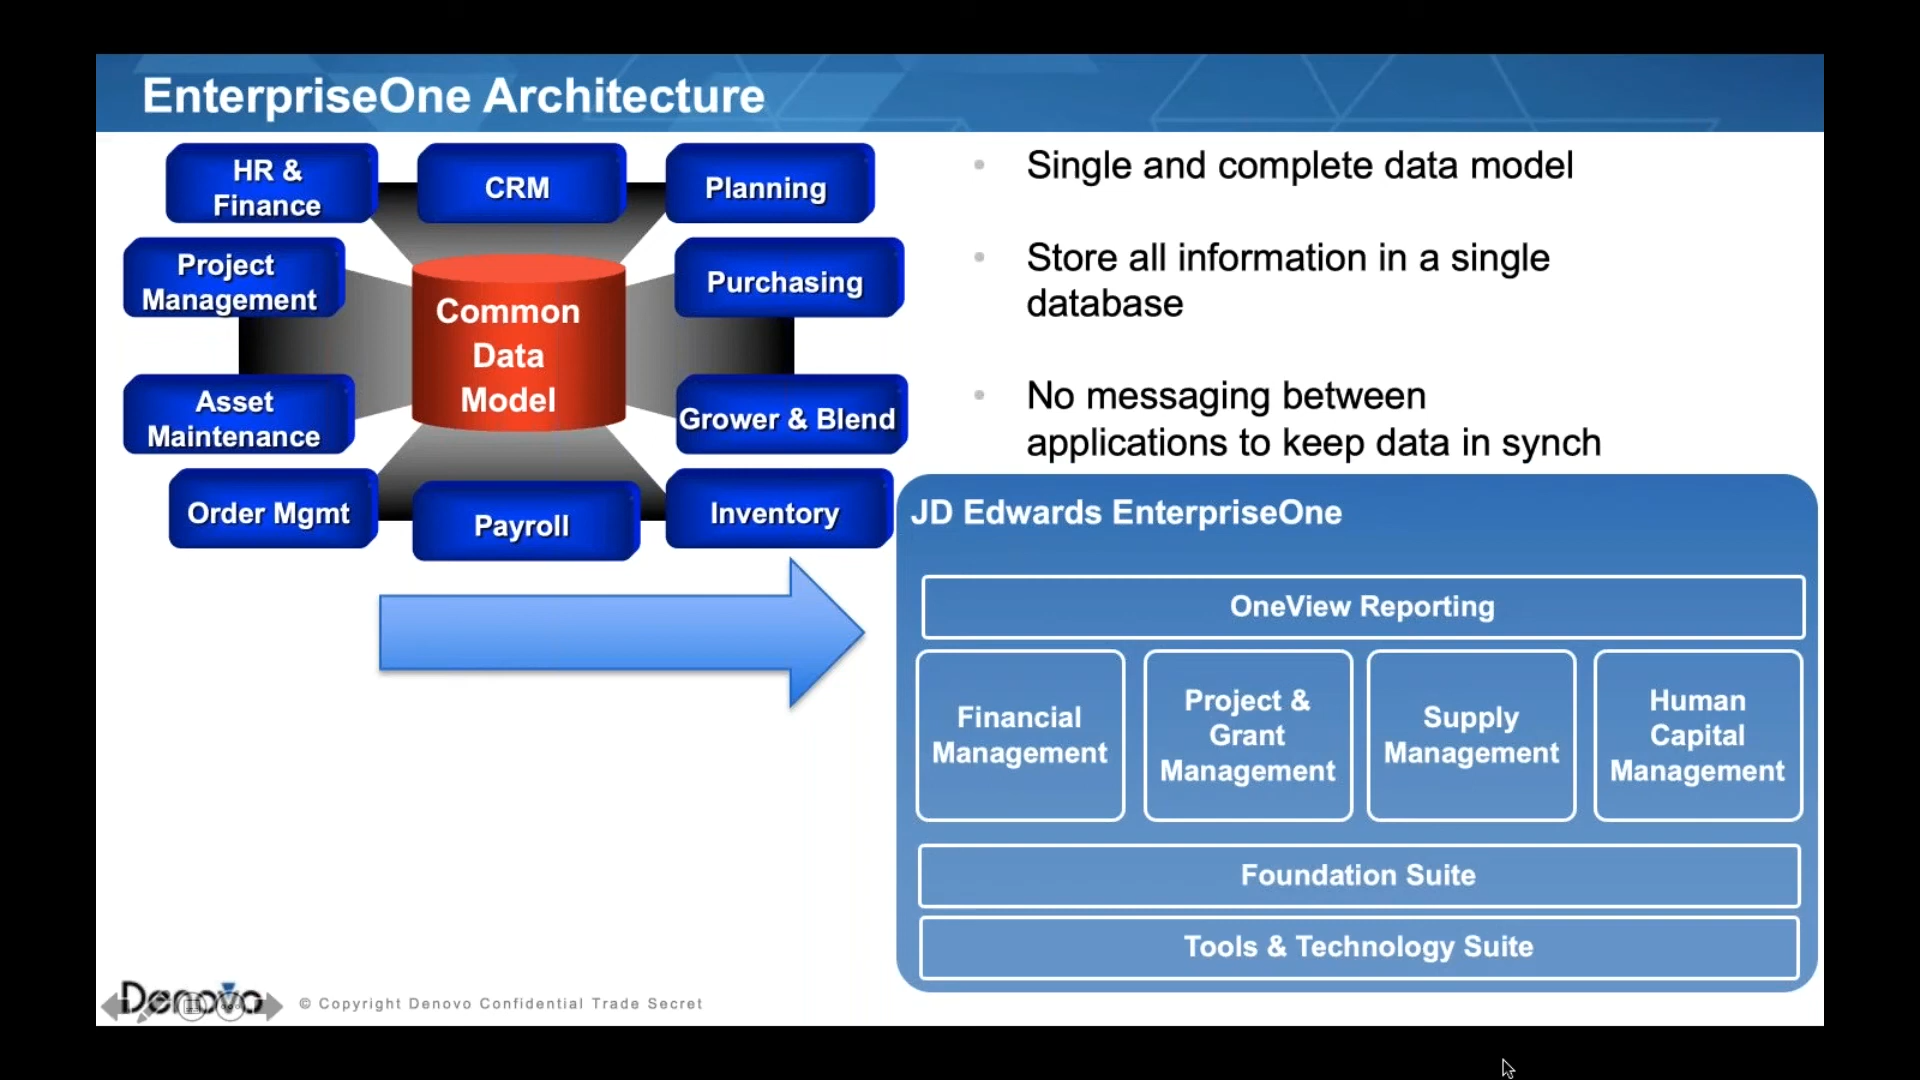 EnterpriseOne Architecture
HR &
Finance
CRM
Planning
Project
Management
Purchasing
Common
Data
Model
Asset
Maintenance
Grower & Blend
Order Mgmt
Payroll
Inventory
Single and complete data model
Store all information in a single
database
No messaging between
applications to keep data in synch
JD Edwards EnterpriseOne
OneView Reporting
Financial
Management
Project &
Grant
Management
Supply
Management
Human
Capital
Management
Foundation Suite
Tools & Technology Suite
Denovo
© Copyright Denovo Confidential Trade Secret